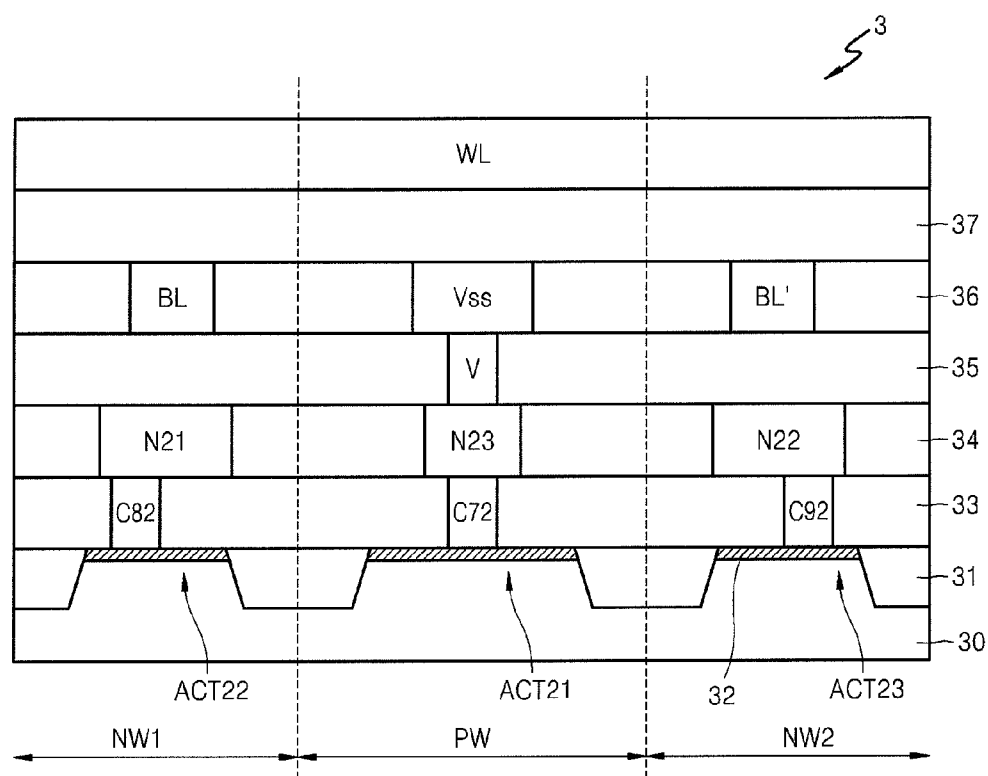 3
WL
37
BL Vss BL' 36
V 35
N21 N23 N22 34
C82 C72 C92 33
31
30
ACT22 ACT21 32 ACT23
NW1 PW NW2